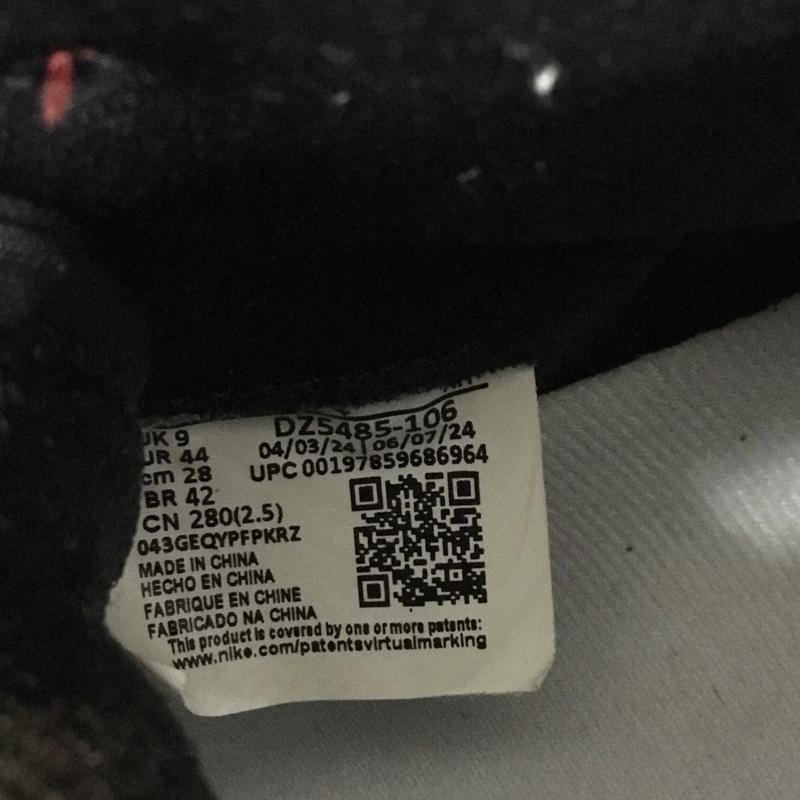 UK 9
UR 44
cm 28
BR 42
CN 280(2.5)
043GEQYPFPKRZ
DZ5485-106
04/03/24 | 06/07/24
UPC 00197859686964
MADE IN CHINA
HECHO EN CHINA
FABRIQUE EN CHINE
FABRICADO NA CHINA
This product is covered by one or more patents:
www.nike.com/patentsvirtualmarking